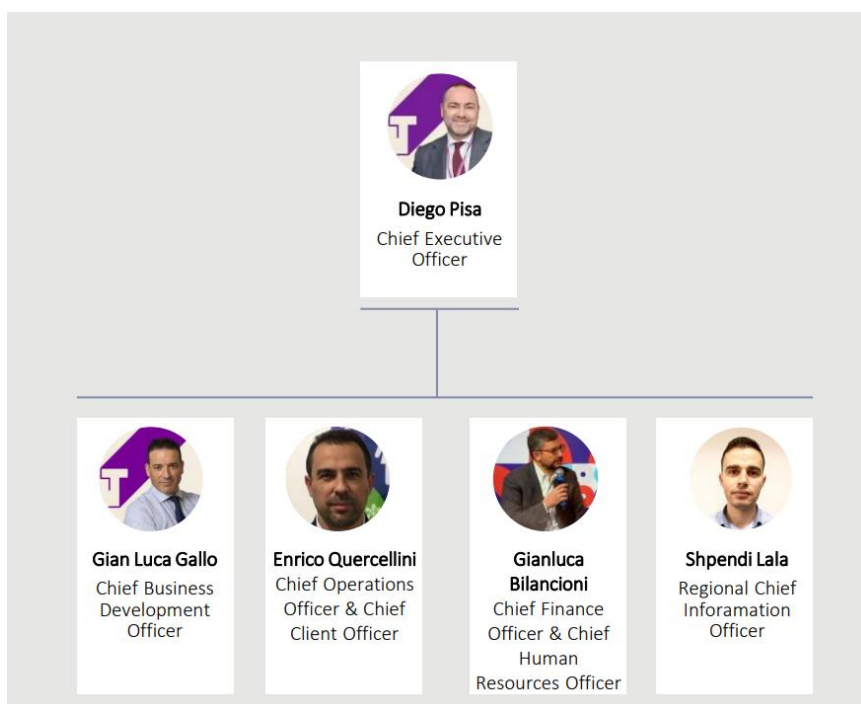 Diego Pisa
Chief Executive
Officer
Gian Luca Gallo
Chief Business
Development
Officer
Enrico Quercellini
Chief Operations
Officer & Chief
Client Officer
Gianluca
Bilancioni
Chief Finance
Officer & Chief
Human
Resources Officer
Shpendi Lala
Regional Chief
Inforamation
Officer